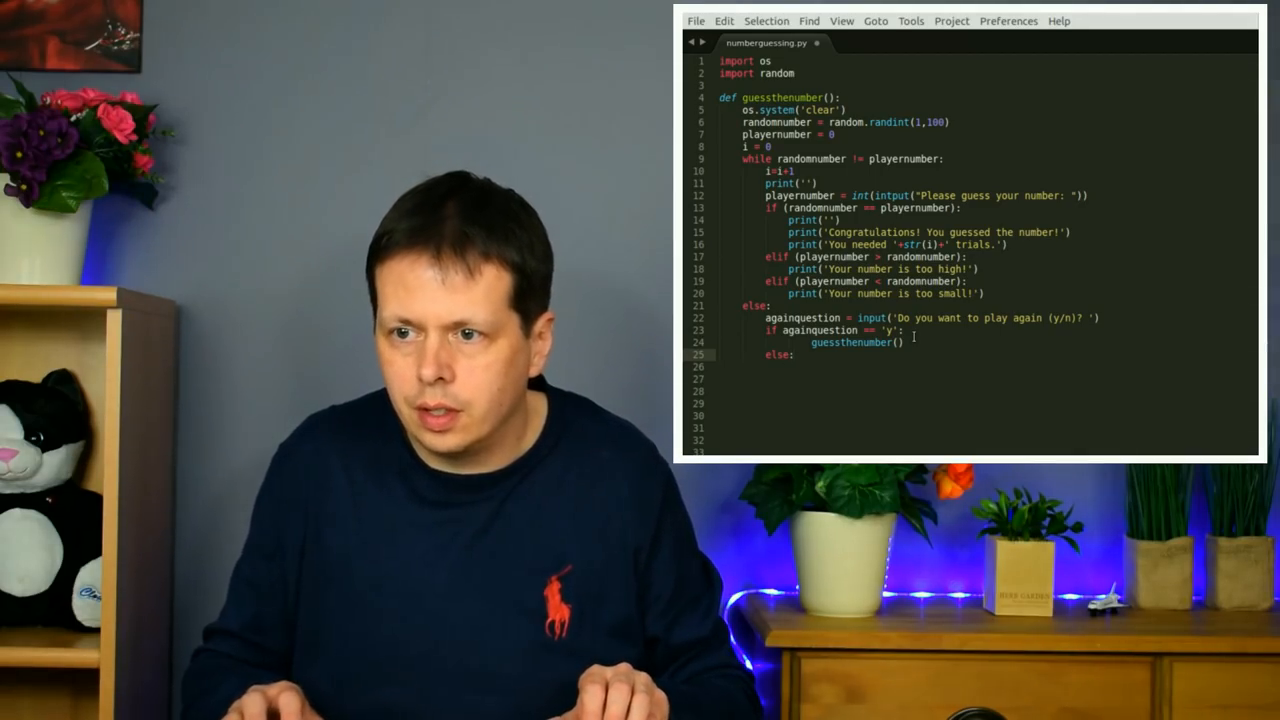 File Edit Selection Find View Goto Tools Project Preferences Help
numberguessing.py
1 import os
2 import random
3
4 def guessthenumber():
5 os.system('clear')
6 randomnumber = random.randint(1,100)
7 playernumber = 0
8 i = 0
9 while randomnumber != playernumber:
10 i=i+1
11 print('')
12 playernumber = int(intput("Please guess your number: "))
13 if (randomnumber == playernumber):
14 print('')
15 print('Congratulations! You guessed the number!')
16 print('You needed '+str(i)+' trials.')
17 elif (playernumber > randomnumber):
18 print('Your number is too high!')
19 elif (playernumber < randomnumber):
20 print('Your number is too small!')
21 else:
22 againquestion = input('Do you want to play again (y/n)? ')
23 if againquestion == 'y':
24 guessthenumber()
25 else:
26
27
28
29
30
31
32
33
HERB GARDEN